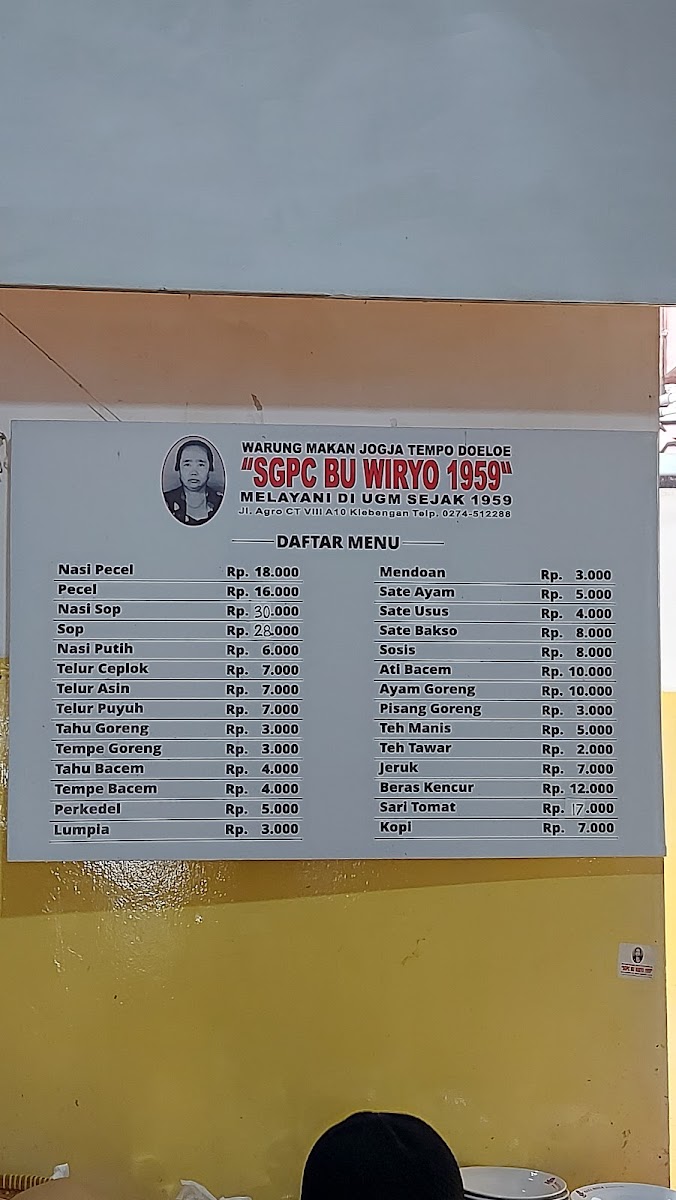 WARUNG MAKAN JOGJA TEMPO DOELOE
"SGPC BU WIRYO 1959"
MELAYANI DI UGM SEJAK 1959
Jl. Agro CT VIII A10 Klebengan Telp. 0274-512288
DAFTAR MENU
Nasi Pecel Rp. 18.000
Pecel Rp. 16.000
Nasi Sop Rp. 30.000
Sop Rp. 28.000
Nasi Putih Rp. 6.000
Telur Ceplok Rp. 7.000
Telur Asin Rp. 7.000
Telur Puyuh Rp. 7.000
Tahu Goreng Rp. 3.000
Tempe Goreng Rp. 3.000
Tahu Bacem Rp. 4.000
Tempe Bacem Rp. 4.000
Perkedel Rp. 5.000
Lumpia Rp. 3.000
Mendoan Rp. 3.000
Sate Ayam Rp. 5.000
Sate Usus Rp. 4.000
Sate Bakso Rp. 8.000
Sosis Rp. 8.000
Ati Bacem Rp. 10.000
Ayam Goreng Rp. 10.000
Pisang Goreng Rp. 3.000
Teh Manis Rp. 5.000
Teh Tawar Rp. 2.000
Jeruk Rp. 7.000
Beras Kencur Rp. 12.000
Sari Tomat Rp. 17.000
Kopi Rp. 7.000
"SGPC BU WIRYO 1959"